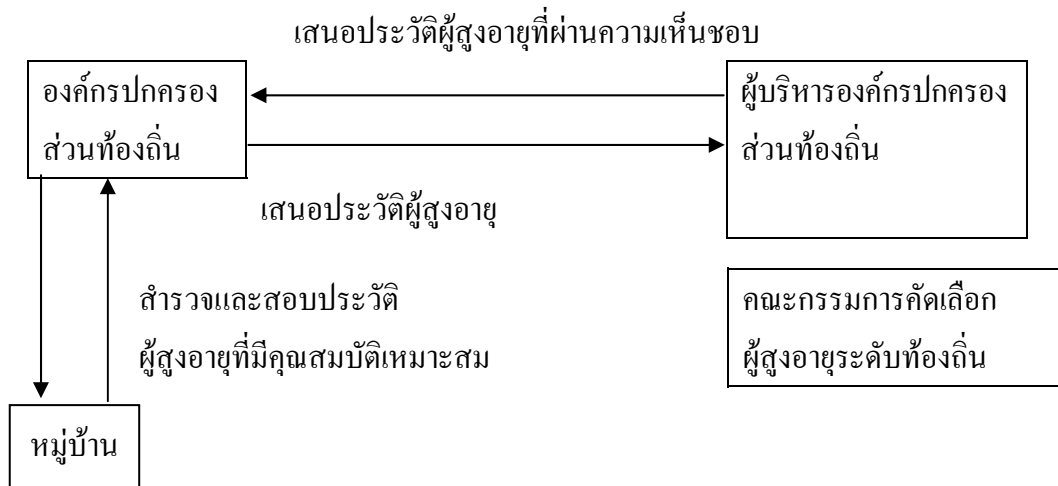 เสนอประวัติผู้สูงอายุที่ผ่านความเห็นชอบ
องค์กรปกครอง
ส่วนท้องถิ่น
ผู้บริหารองค์กรปกครอง
ส่วนท้องถิ่น
เสนอประวัติผู้สูงอายุ
สำรวจและสอบประวัติ
ผู้สูงอายุที่มีคุณสมบัติเหมาะสม
คณะกรรมการคัดเลือก
ผู้สูงอายุระดับท้องถิ่น
หมู่บ้าน